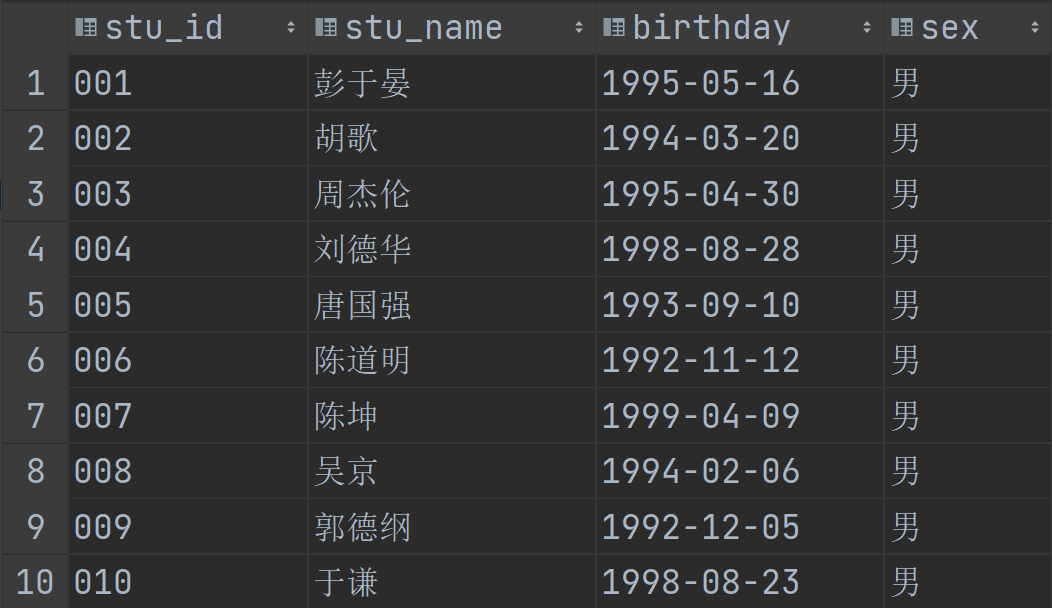 stu_id stu_name birthday sex
1 001 彭于晏 1995-05-16 男
2 002 胡歌 1994-03-20 男
3 003 周杰伦 1995-04-30 男
4 004 刘德华 1998-08-28 男
5 005 唐国强 1993-09-10 男
6 006 陈道明 1992-11-12 男
7 007 陈坤 1999-04-09 男
8 008 吴京 1994-02-06 男
9 009 郭德纲 1992-12-05 男
10 010 于谦 1998-08-23 男